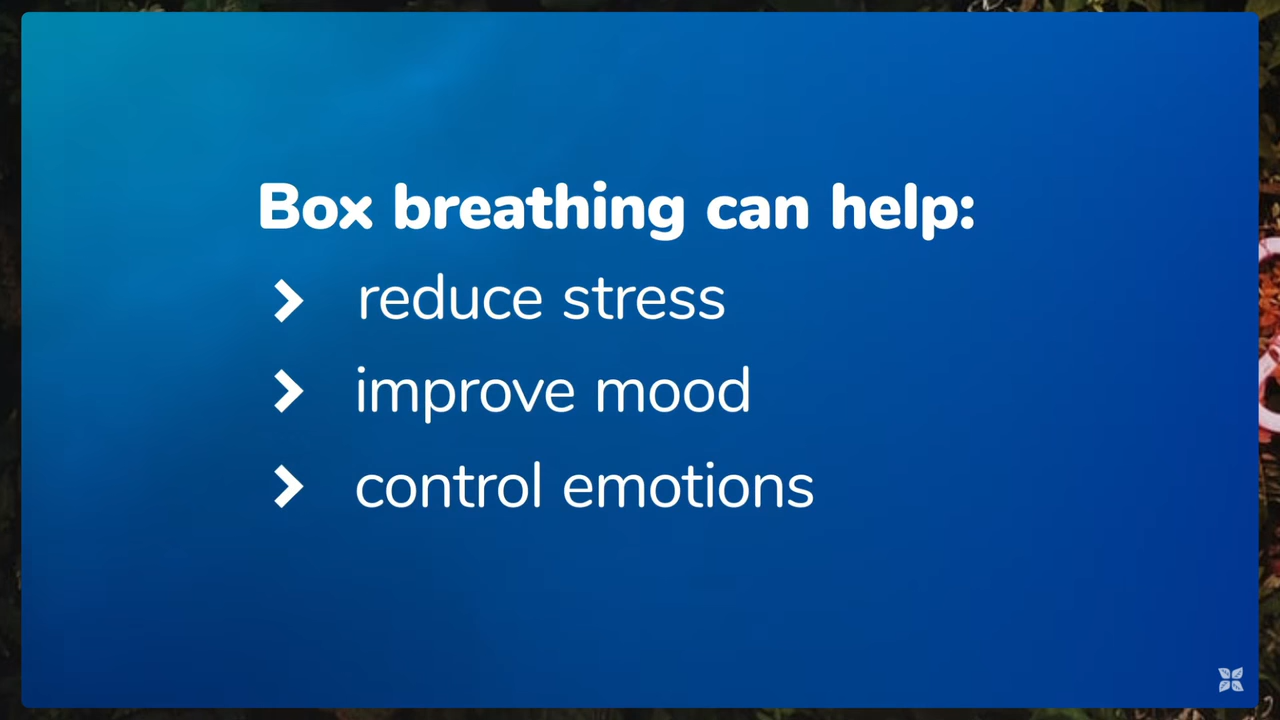 Box breathing can help:
reduce stress
improve mood
control emotions